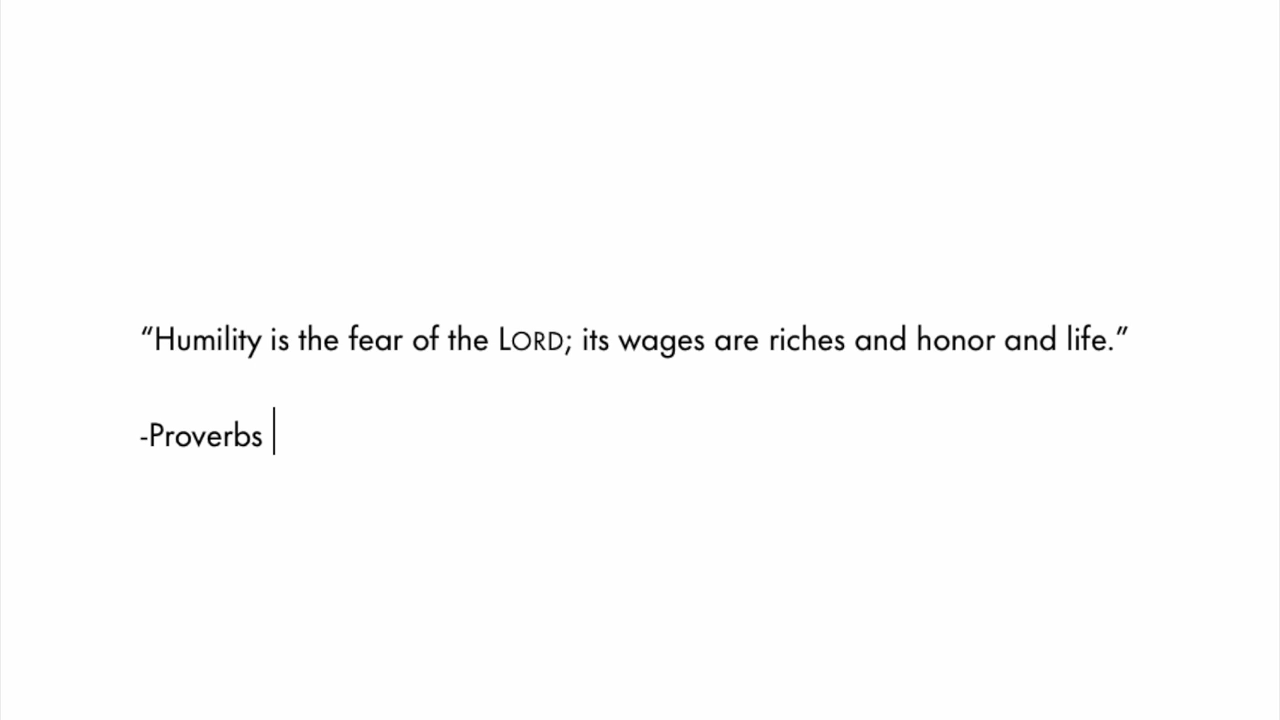 “Humility is the fear of the LORD; its wages are riches and honor and life.”
-Proverbs